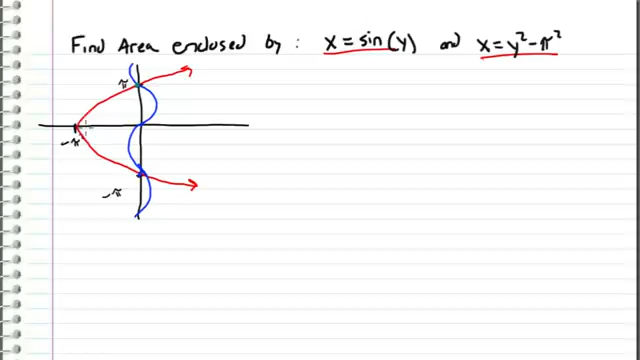 Find Area enclosed by: x = sin(y) and x = y² - π²
π
-π
-π